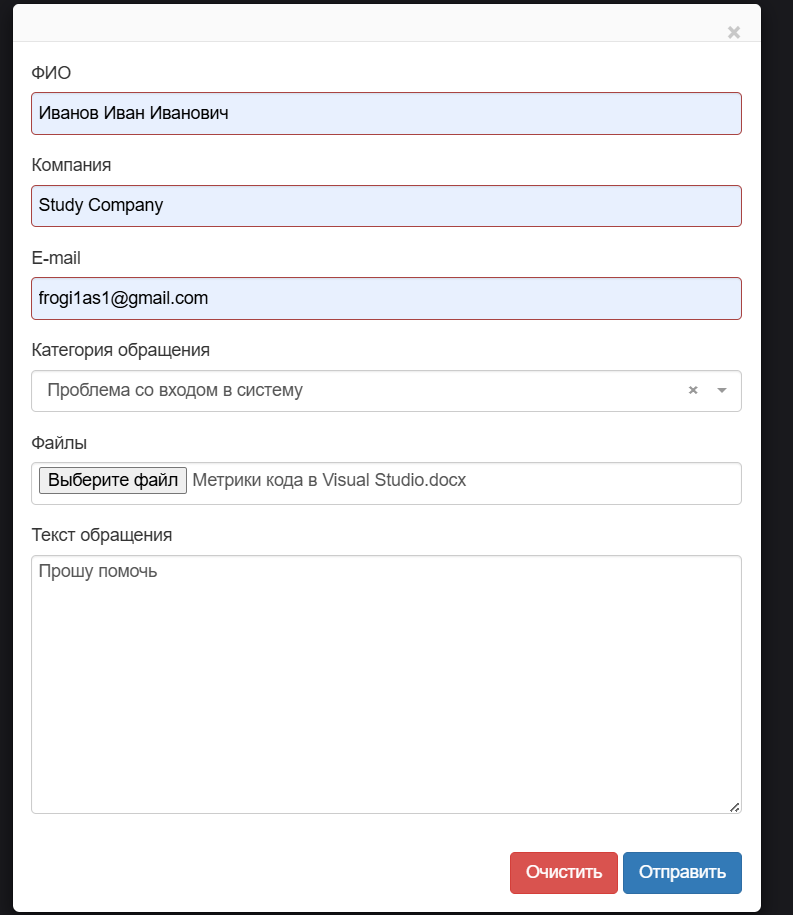 ×
ФИО
Иванов Иван Иванович
Компания
Study Company
E-mail
frogi1as1@gmail.com
Категория обращения
Проблема со входом в систему ×
Файлы
Выберите файл Метрики кода в Visual Studio.docx
Текст обращения
Прошу помочь
Очистить Отправить